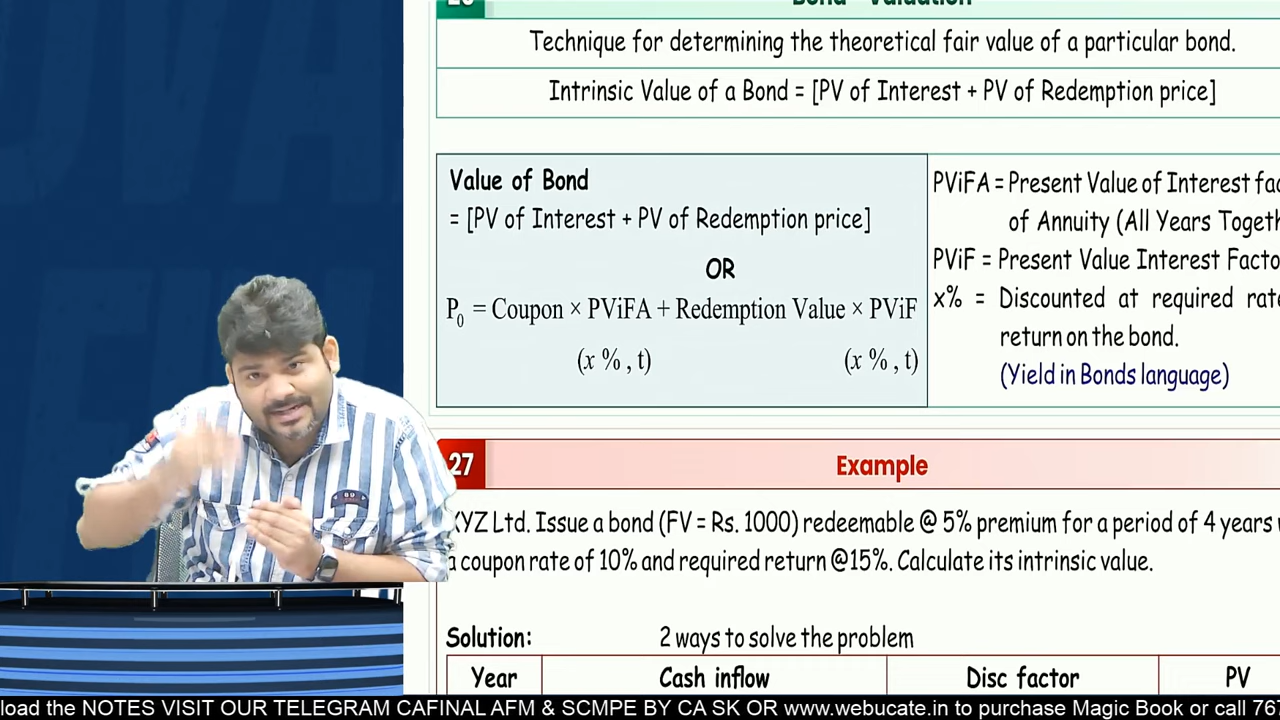 Bond Valuation
Technique for determining the theoretical fair value of a particular bond.
Intrinsic Value of a Bond = [PV of Interest + PV of Redemption price]
Value of Bond
= [PV of Interest + PV of Redemption price]
OR
P0 = Coupon × PViFA + Redemption Value × PViF
(x %, t) (x %, t)
PViFA = Present Value of Interest
of Annuity (All Years
PViF = Present Value Interest
x% = Discounted at required
return on the bond.
(Yield in Bonds language)
27 Example
XYZ Ltd. Issue a bond (FV = Rs. 1000) redeemable @ 5% premium for a period of 4 years
a coupon rate of 10% and required return @15%. Calculate its intrinsic value.
Solution: 2 ways to solve the problem
Year Cash inflow Disc factor PV
load the NOTES VISIT OUR TELEGRAM CAFINAL AFM & SCMPE BY CA SK OR www.webucate.in to purchase Magic Book or call 76